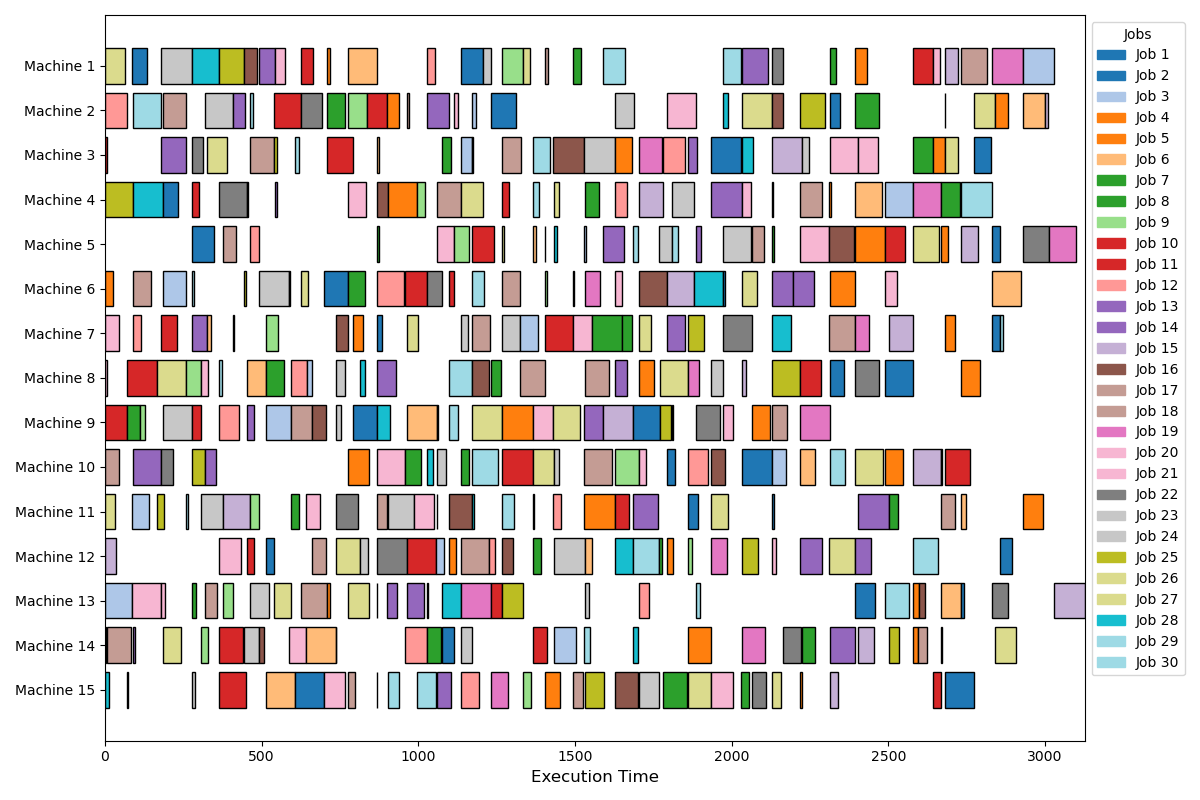 Machine 1
Machine 2
Machine 3
Machine 4
Machine 5
Machine 6
Machine 7
Machine 8
Machine 9
Machine 10
Machine 11
Machine 12
Machine 13
Machine 14
Machine 15
0 500 1000 1500 2000 2500 3000
Execution Time
Jobs
Job 1
Job 2
Job 3
Job 4
Job 5
Job 6
Job 7
Job 8
Job 9
Job 10
Job 11
Job 12
Job 13
Job 14
Job 15
Job 16
Job 17
Job 18
Job 19
Job 20
Job 21
Job 22
Job 23
Job 24
Job 25
Job 26
Job 27
Job 28
Job 29
Job 30